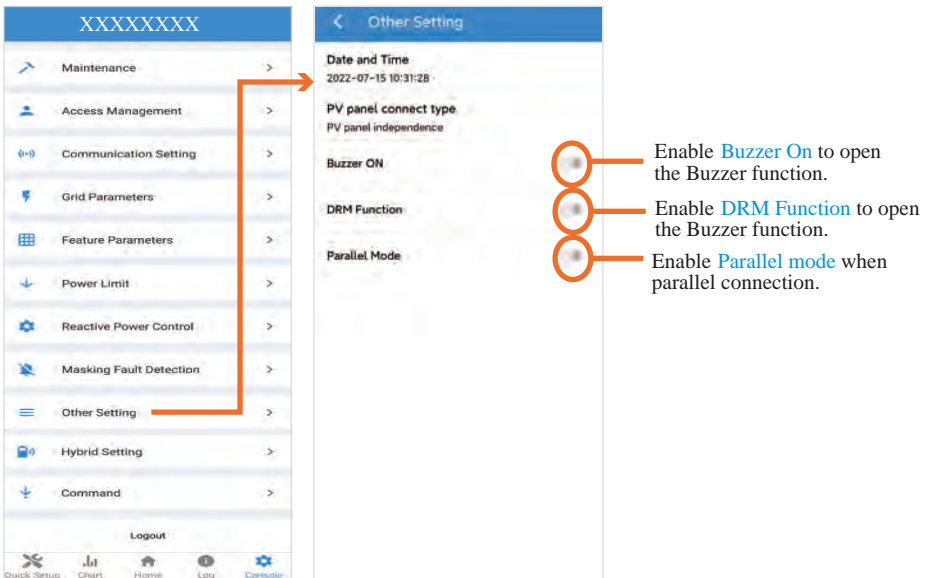 XXXXXXXX
Maintenance
Access Management
Communication Setting
Grid Parameters
Feature Parameters
Power Limit
Reactive Power Control
Masking Fault Detection
Other Setting
Hybrid Setting
Command
Logout
Quick Setup Chart Home Log Console
Other Setting
Date and Time
2022-07-15 10:31:28
PV panel connect type
PV panel independence
Buzzer ON
DRM Function
Parallel Mode
Enable Buzzer On to open
the Buzzer function.
Enable DRM Function to open
the Buzzer function.
Enable Parallel mode when
parallel connection.